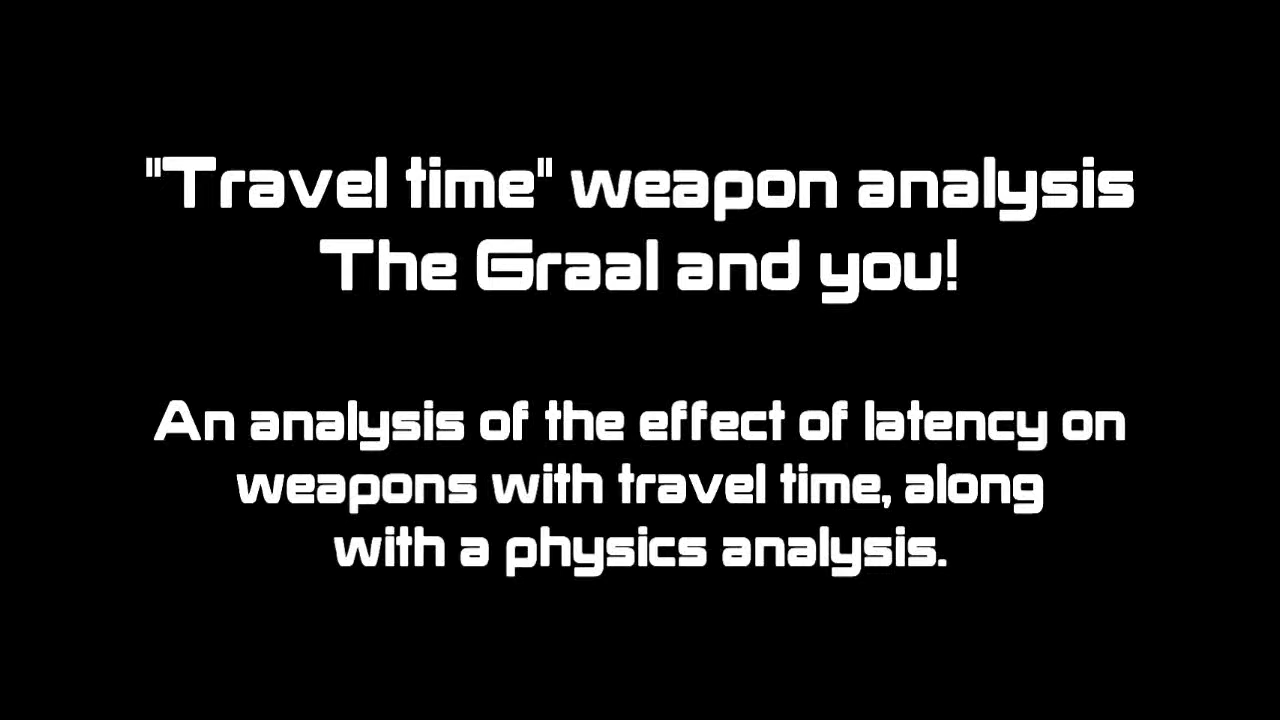 "Travel time" weapon analysis
The Graal and you!
An analysis of the effect of latency on
weapons with travel time, along
with a physics analysis.